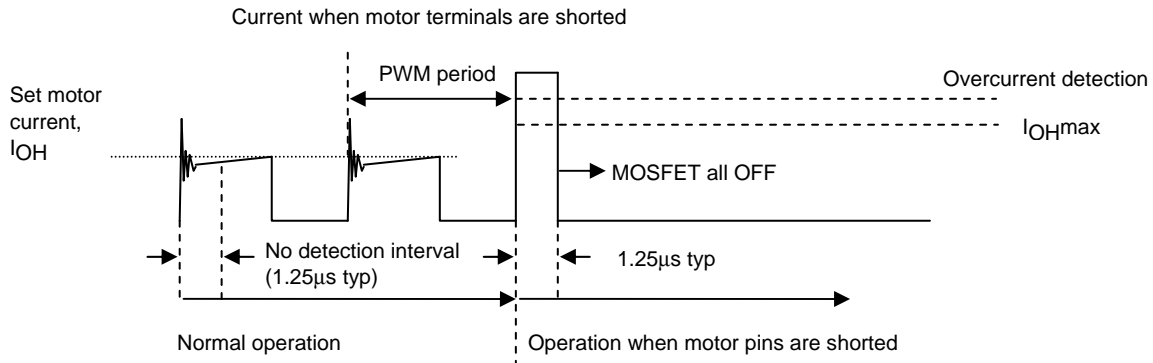 Current when motor terminals are shorted
PWM period
Overcurrent detection
Set motor
current,
IOH
IOHmax
MOSFET all OFF
No detection interval
(1.25μs typ)
1.25μs typ
Normal operation
Operation when motor pins are shorted